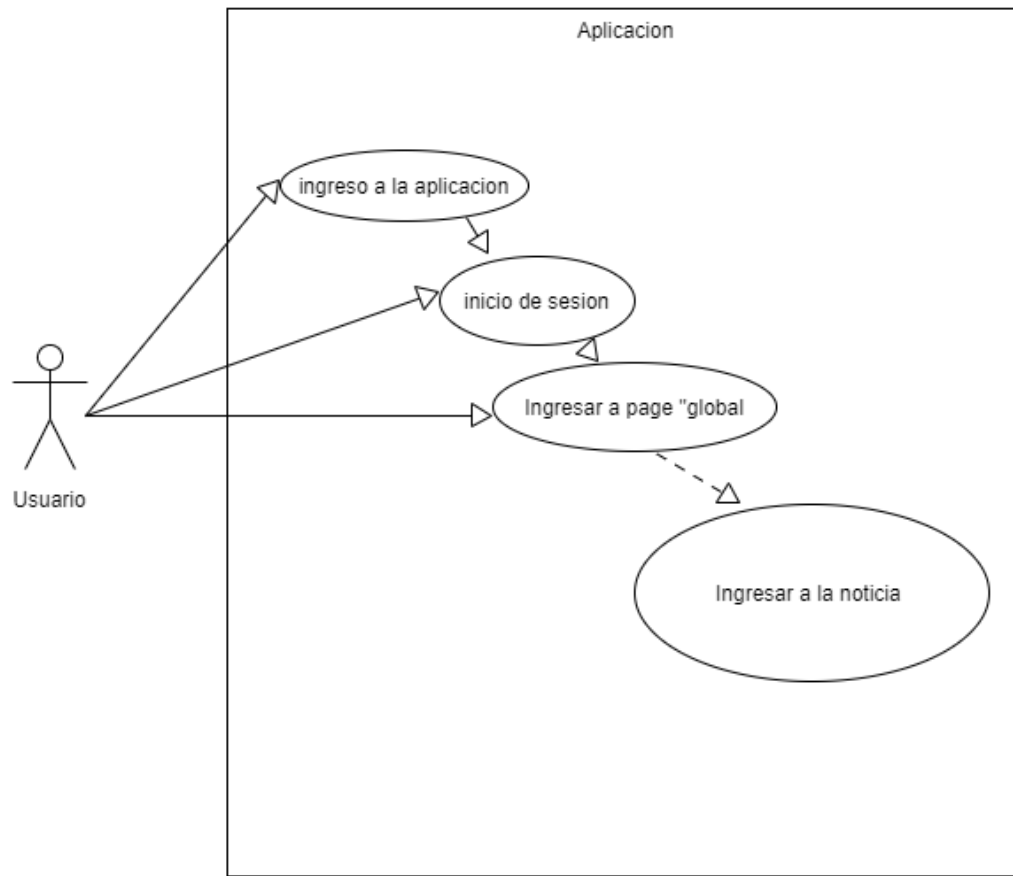 Aplicacion
ingreso a la aplicacion
inicio de sesion
Ingresar a page "global
Usuario
Ingresar a la noticia